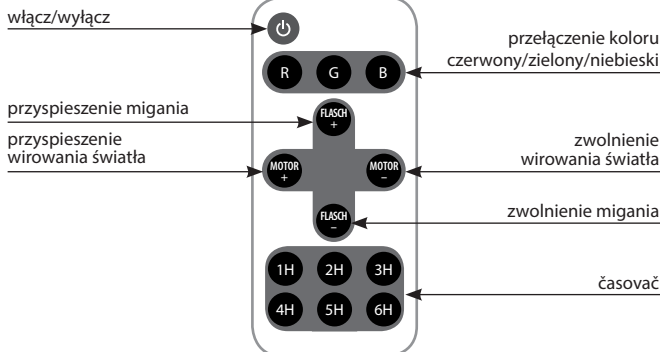 włącz/wyłącz
przełączenie koloru
czerwony/zielony/niebieski
R G B
przyspieszenie migania
FLASCH
+
przyspieszenie
wirowania światła
MOTOR
+
MOTOR
–
zwolnienie
wirowania światła
FLASCH
–
zwolnienie migania
1H 2H 3H
časovač
4H 5H 6H